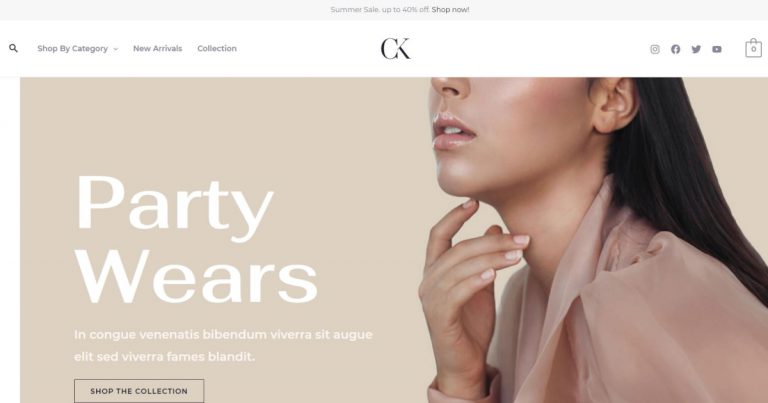 Summer Sale. up to 40% off. Shop now!
Shop By Category
New Arrivals
Collection
CK
0
Party
Wears
In congue venenatis bibendum viverra sit augue
elit sed viverra fames blandit.
SHOP THE COLLECTION